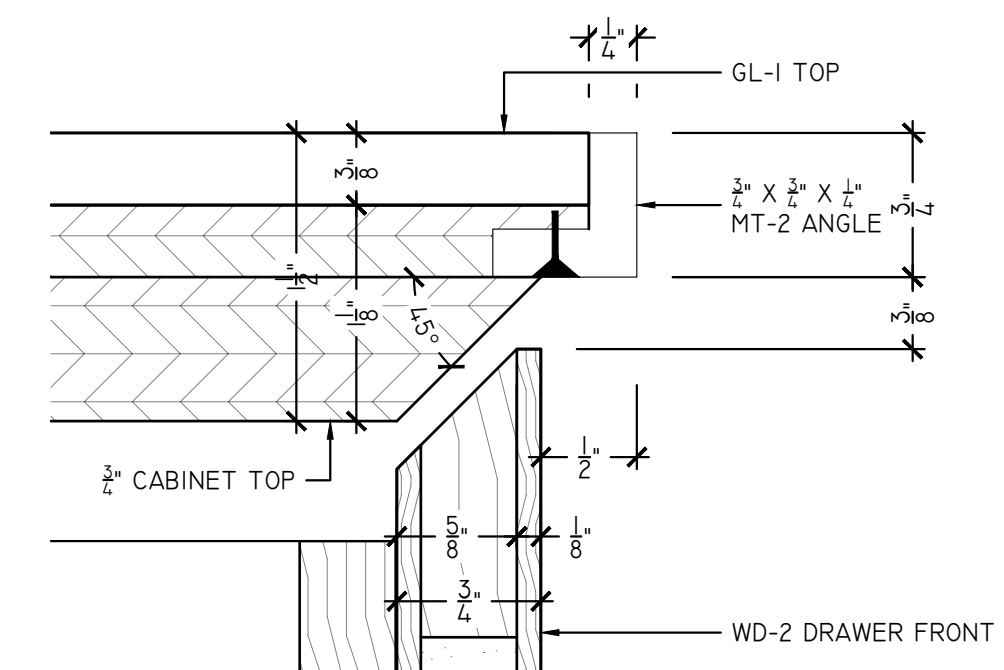 1/4"
GL-1 TOP
3/8"
3/4" X 3/4" X 1/4"
MT-2 ANGLE
3/4"
1 1/2"
1 1/8"
45°
3/8"
1/2"
3/4" CABINET TOP
5/8"
1/8"
3/4"
WD-2 DRAWER FRONT